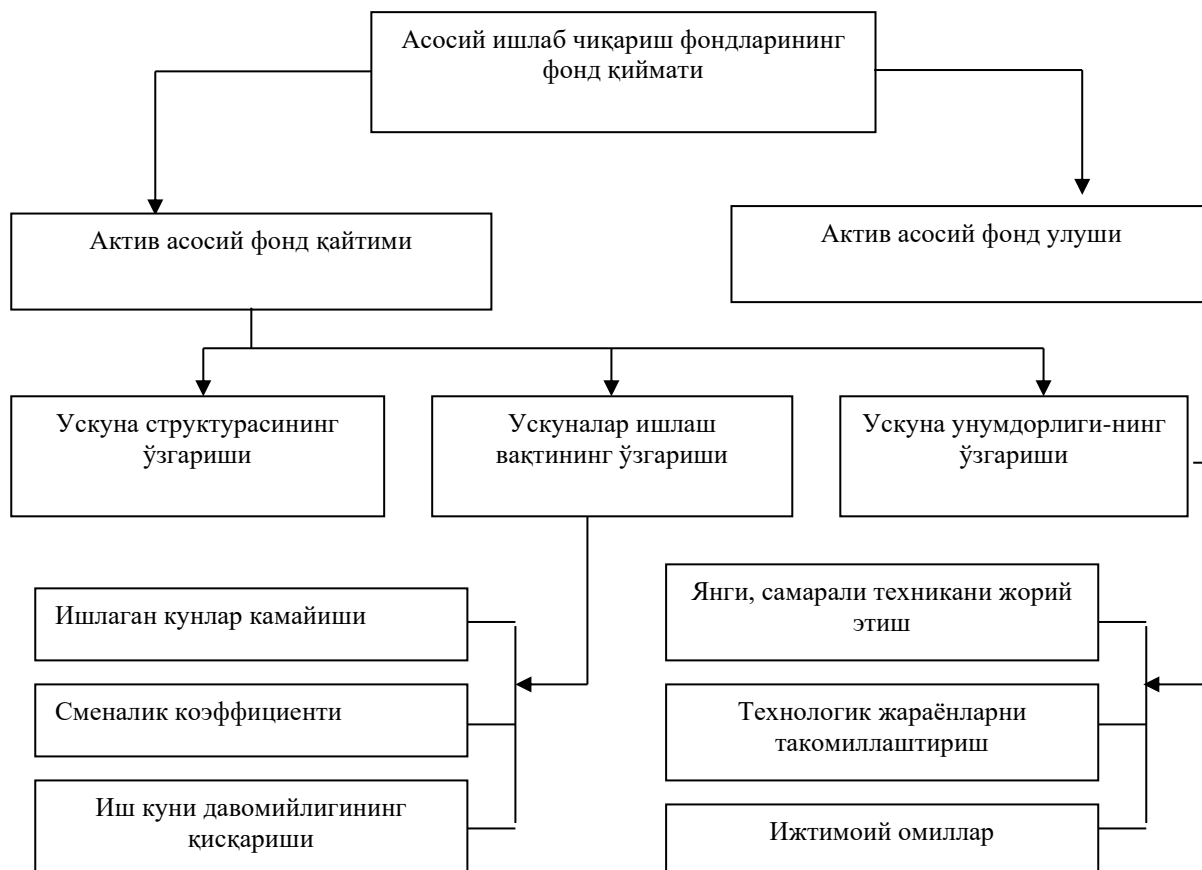 Асосий ишлаб чиқариш фондларининг
фонд қиймати
Актив асосий фонд қайтими
Актив асосий фонд улуши
Ускуна структурасининг
ўзгариши
Ускуналар ишлаш
вақтининг ўзгариши
Ускуна унумдорлиги-нинг
ўзгариши
Ишлаган кунлар камайиши
Сменалик коэффициенти
Иш куни давомийлигининг
қисқариши
Янги, самарали техникани жорий
этиш
Технологик жараёнларни
такомиллаштириш
Ижтимоий омиллар